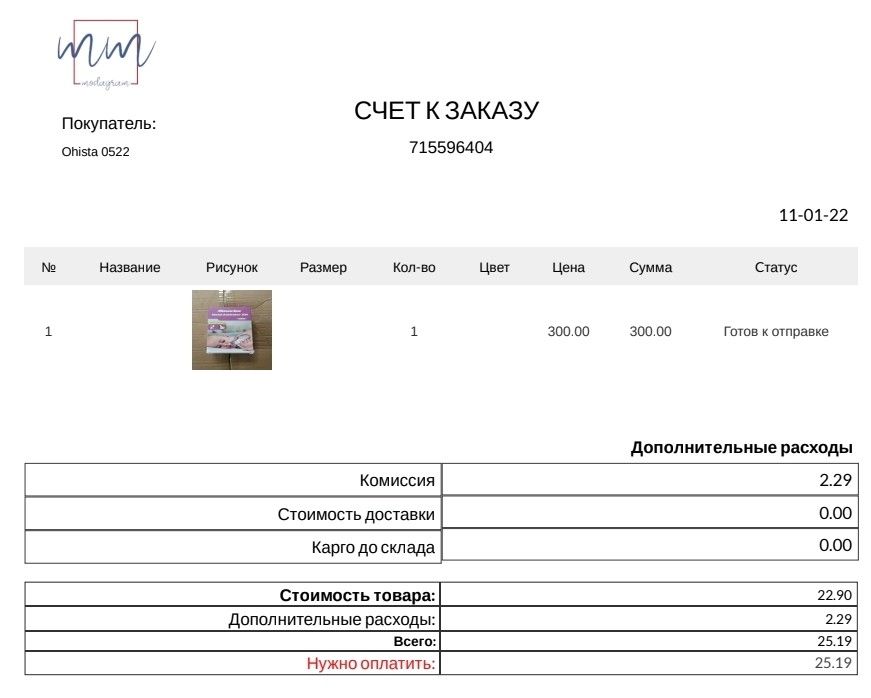 mm
modagram
СЧЕТ К ЗАКАЗУ
Покупатель:
715596404
Ohista 0522
11-01-22
№ Название Рисунок Размер Кол-во Цвет Цена Сумма Статус
1 1 300.00 300.00 Готов к отправке
Дополнительные расходы
Комиссия 2.29
Стоимость доставки 0.00
Карго до склада 0.00
Стоимость товара: 22.90
Дополнительные расходы: 2.29
Всего: 25.19
Нужно оплатить: 25.19